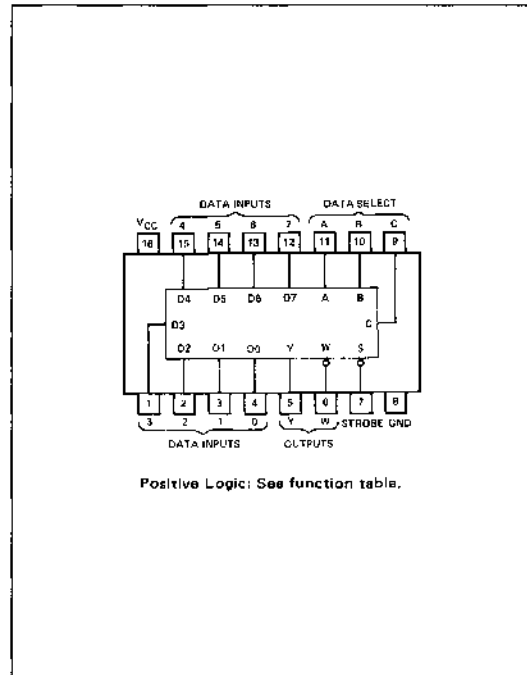 DATA INPUTS DATA SELECT
VCC 4 5 6 7 A B C
16 15 14 13 12 11 10 9
D4 D5 D6 D7 A B
D3 C
D2 D1 D0 Y W S
1 2 3 4 5 6 7 8
3 2 1 0 Y W STROBE GND
DATA INPUTS OUTPUTS
Positive Logic: See function table.